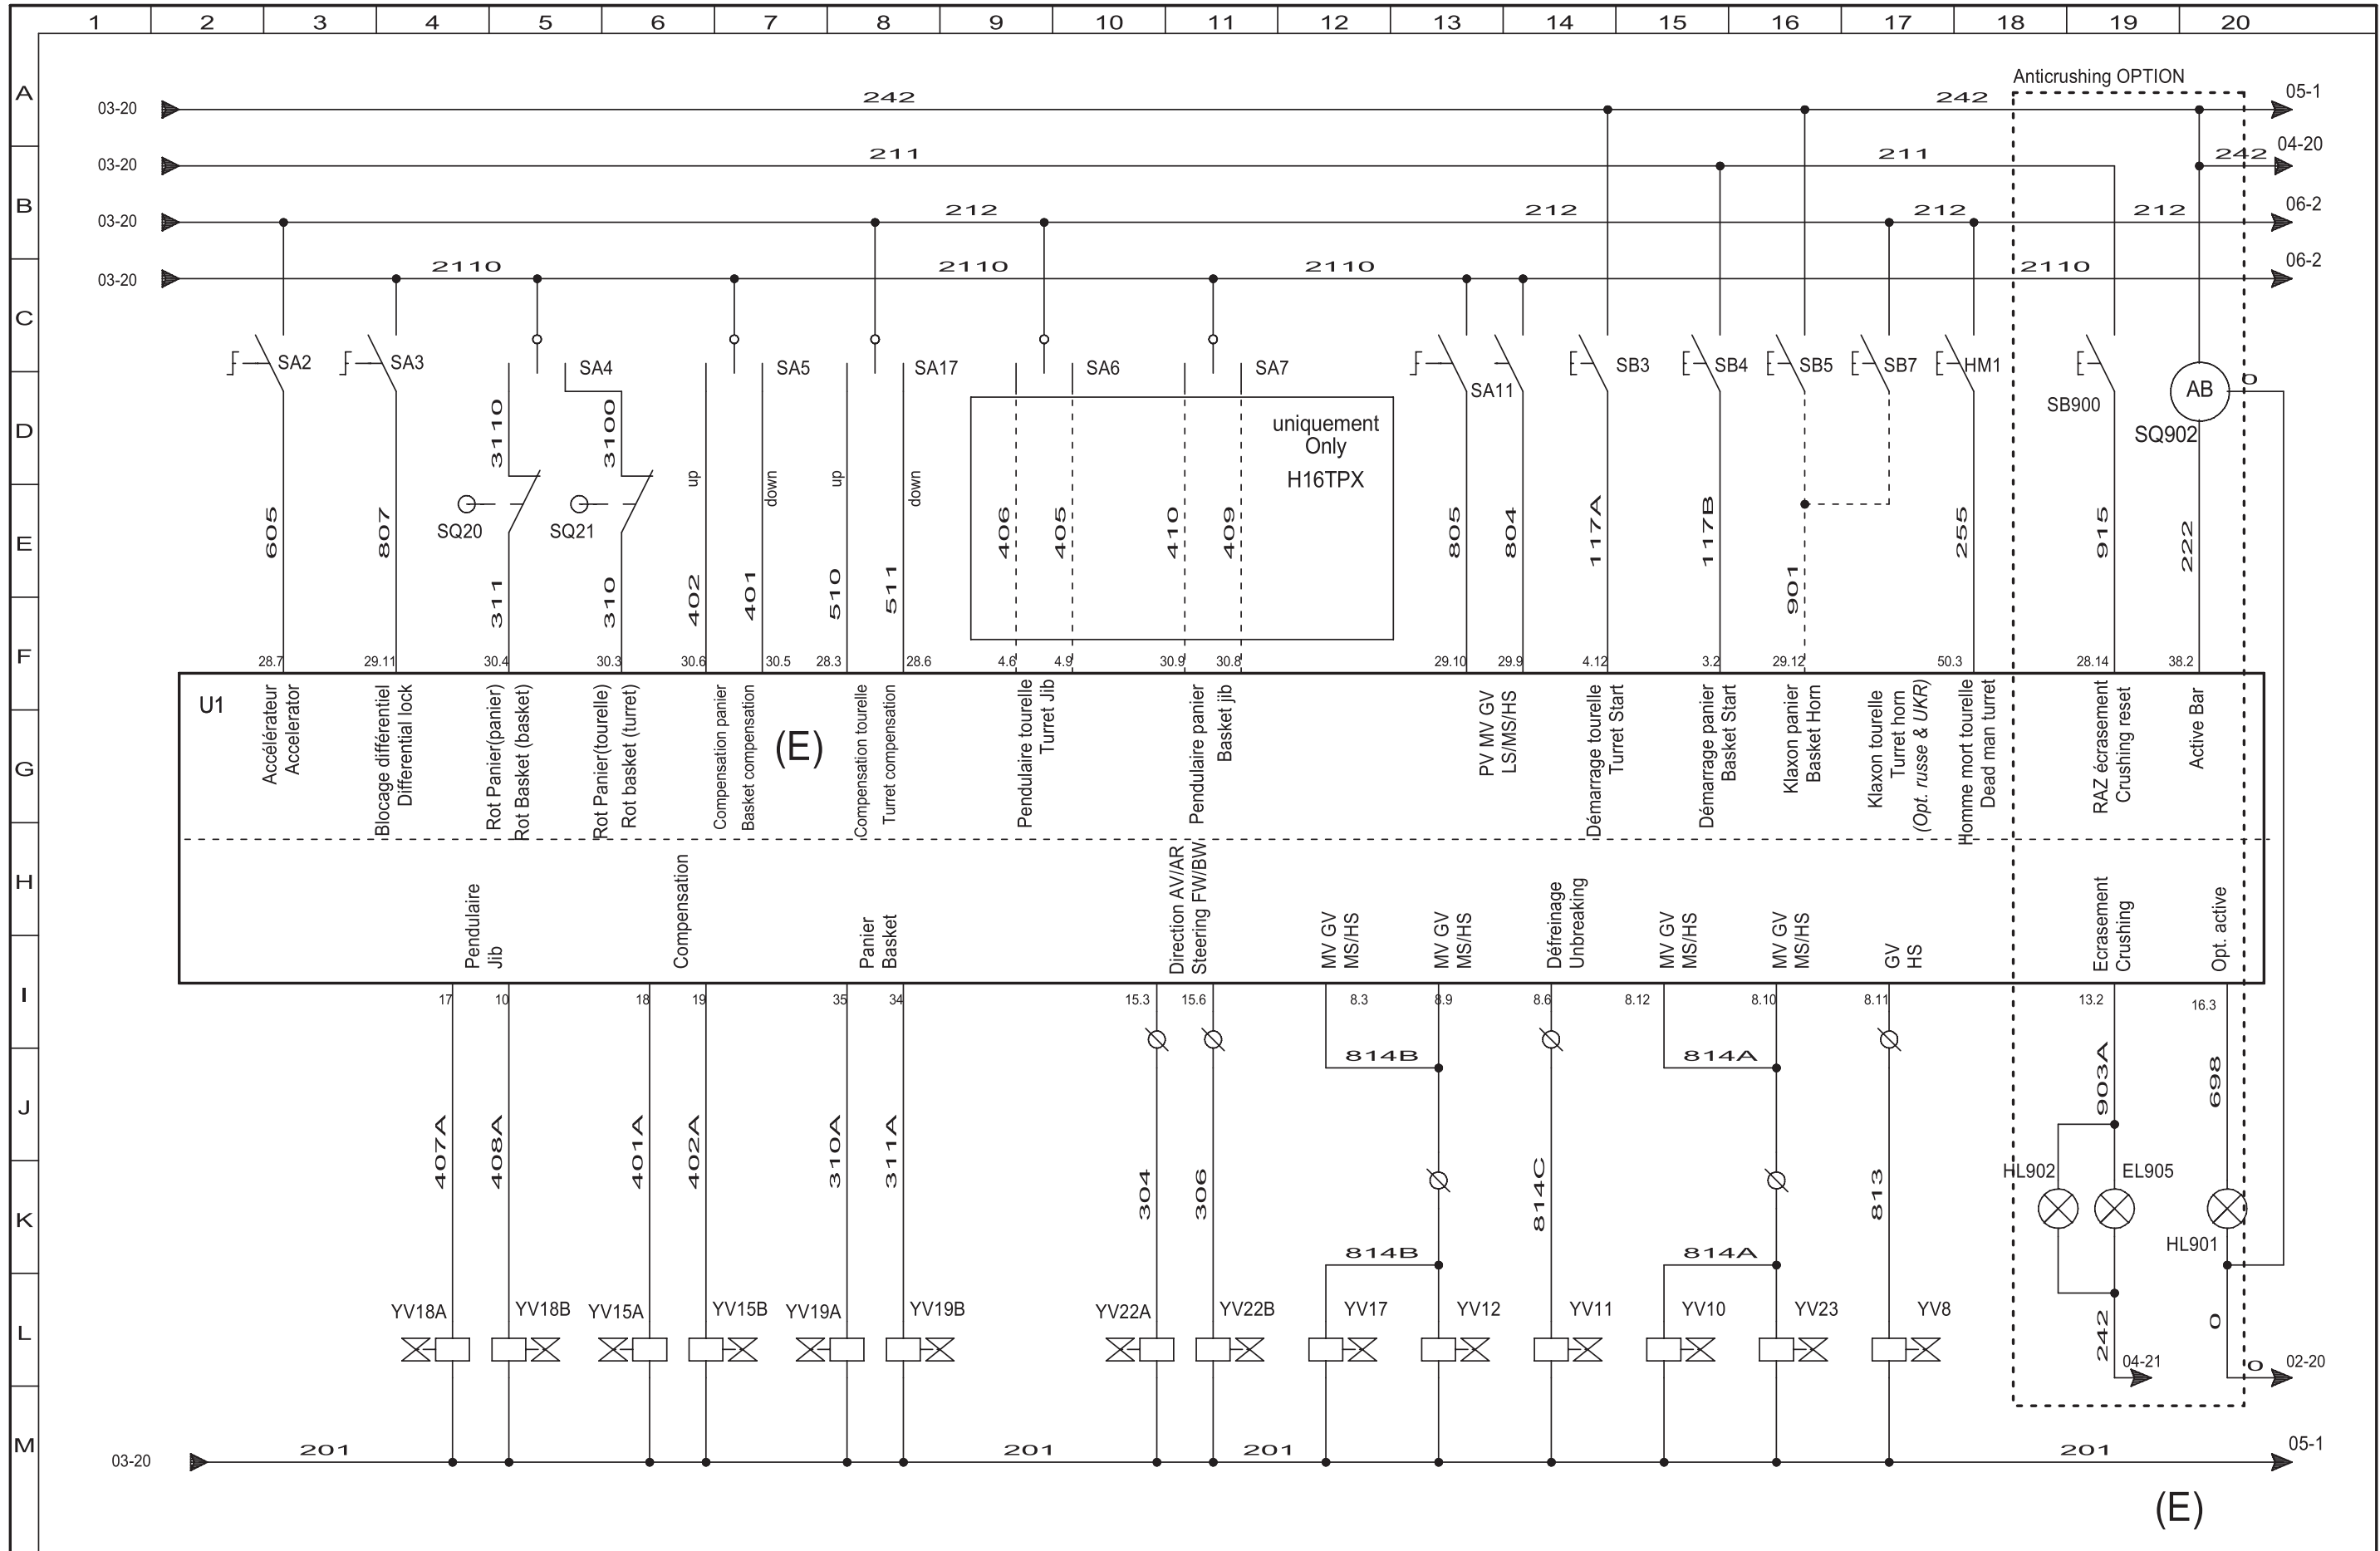 1 2 3 4 5 6 7 8 9 10 11 12 13 14 15 16 17 18 19 20
Anticrushing OPTION
A
03-20 242 242 05-1
03-20 211 211 242 04-20
B
03-20 212 212 212 212 06-2
03-20 2110 2110 2110 2110 06-2
C
SA2 SA3 SA4 SA5 SA17 SA6 SA7 SA11 SB3 SB4 SB5 SB7 HM1 SB900 AB 0
SQ902
D
uniquement
Only
H16TPX
3110 3100 up down up down
SQ20 SQ21
E
605 807 311 310 402 401 510 511 406 405 410 409 805 804 117A 117B 901 255 915 222
F
28.7 29.11 30.4 30.3 30.6 30.5 28.3 28.6 4.6 4.9 30.9 30.8 29.10 29.9 4.12 3.2 29.12 50.3 28.14 38.2
U1
Accélérateur
Accelerator
Blocage différentiel
Differential lock
Rot Panier(panier)
Rot Basket (basket)
Rot Panier(tourelle)
Rot basket (turret)
Compensation panier
Basket compensation
(E)
Compensation tourelle
Turret compensation
Pendulaire tourelle
Turret Jib
Pendulaire panier
Basket jib
PV MV GV
LS/MS/HS
Démarrage tourelle
Turret Start
Démarrage panier
Basket Start
Klaxon panier
Basket Horn
Klaxon tourelle
Turret horn
(Opt. russe & UKR)
Homme mort tourelle
Dead man turret
RAZ écrasement
Crushing reset
Active Bar
G
H
Pendulaire
Jib
Compensation
Panier
Basket
Direction AV/AR
Steering FW/BW
MV GV
MS/HS
MV GV
MS/HS
Défreinage
Unbreaking
MV GV
MS/HS
MV GV
MS/HS
GV
HS
Ecrasement
Crushing
Opt. active
I
17 10 18 19 35 34 15.3 15.6 8.3 8.9 8.6 8.12 8.10 8.11 13.2 16.3
814B 814A
J
407A 408A 401A 402A 310A 311A 304 306 814C 813 903A 698
HL902 EL905
K
HL901
814B 814A
L
YV18A YV18B YV15A YV15B YV19A YV19B YV22A YV22B YV17 YV12 YV11 YV10 YV23 YV8
242 0
04-21 0 02-20
M
03-20 201 201 201 201 05-1
(E)